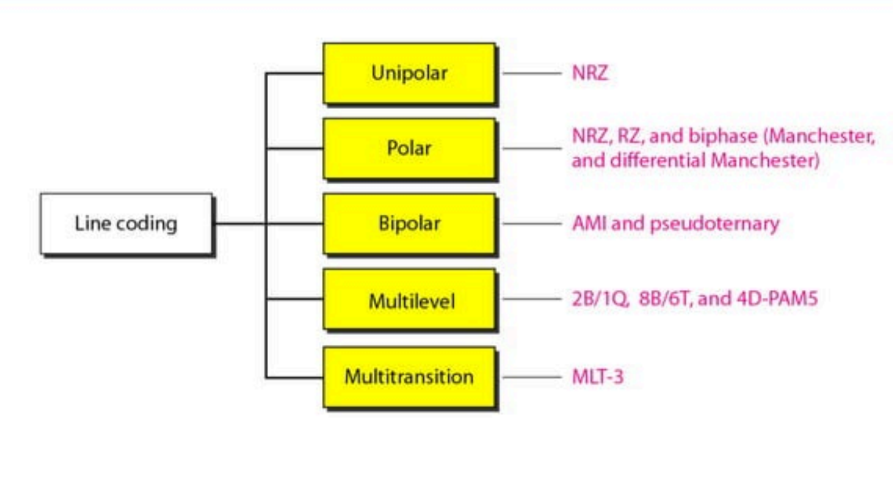 Unipolar
NRZ
Polar
NRZ, RZ, and biphase (Manchester,
and differential Manchester)
Line coding
Bipolar
AMI and pseudoternary
Multilevel
2B/1Q, 8B/6T, and 4D-PAM5
Multitransition
MLT-3